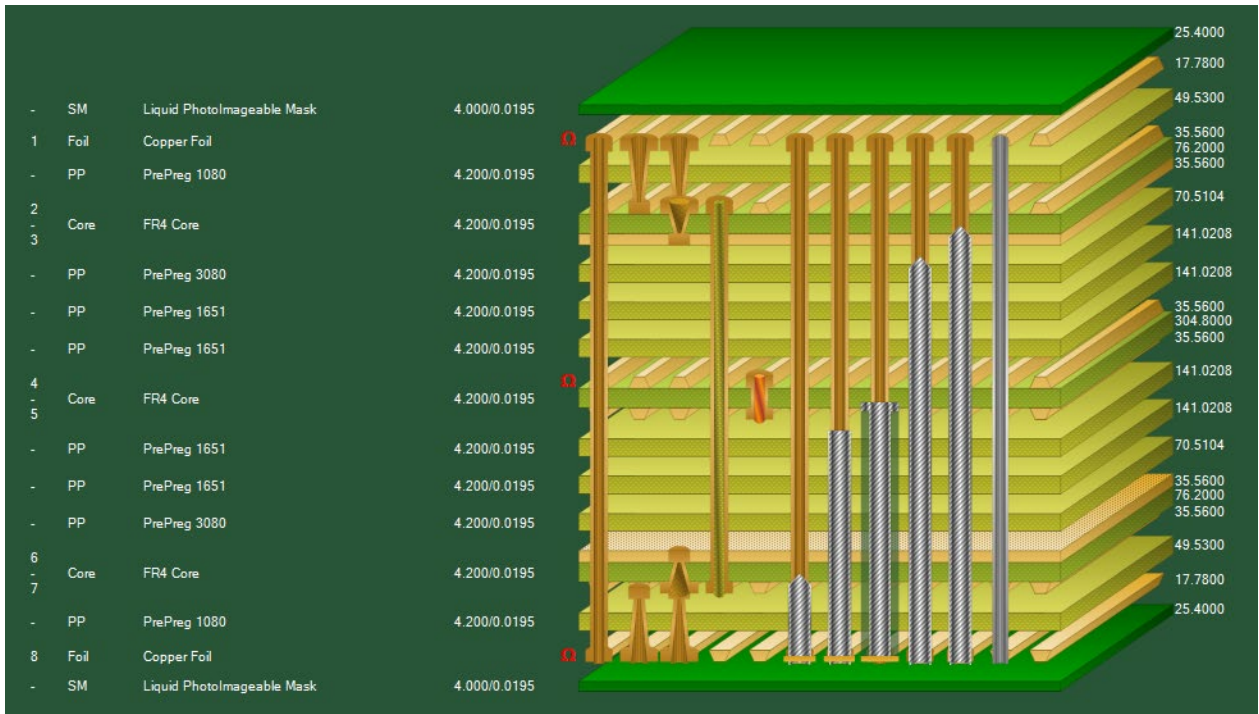 - SM Liquid PhotoImageable Mask 4.000/0.0195
1 Foil Copper Foil Ω
- PP PrePreg 1080 4.200/0.0195
2
- Core FR4 Core 4.200/0.0195
3
- PP PrePreg 3080 4.200/0.0195
- PP PrePreg 1651 4.200/0.0195
- PP PrePreg 1651 4.200/0.0195
4 Ω
- Core FR4 Core 4.200/0.0195
5
- PP PrePreg 1651 4.200/0.0195
- PP PrePreg 1651 4.200/0.0195
- PP PrePreg 3080 4.200/0.0195
6
- Core FR4 Core 4.200/0.0195
7
- PP PrePreg 1080 4.200/0.0195
8 Foil Copper Foil Ω
- SM Liquid PhotoImageable Mask 4.000/0.0195
25.4000
17.7800
49.5300
35.5600
76.2000
35.5600
70.5104
141.0208
141.0208
35.5600
304.8000
35.5600
141.0208
141.0208
70.5104
35.5600
76.2000
35.5600
49.5300
17.7800
25.4000